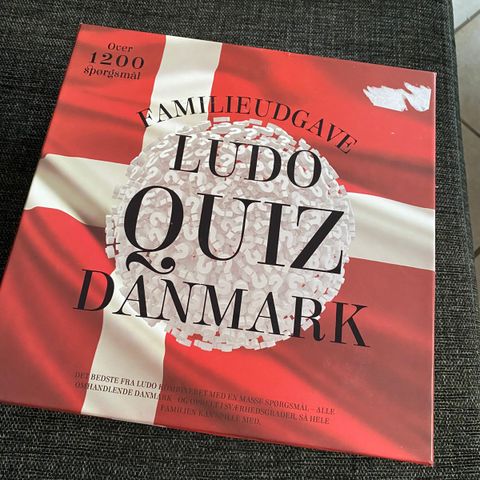 Over
1200
spørgsmål
FAMILIEUDGAVE
LUDO
QUIZ
DANMARK
DET BEDSTE FRA LUDO KOMBINERET MED EN MASSE SPØRGSMÅL - ALLE
OMHANDLENDE DANMARK - OG OPDELT I SVÆRHEDSGRADER, SÅ HELE
FAMILIEN KAN SPILLE MED.